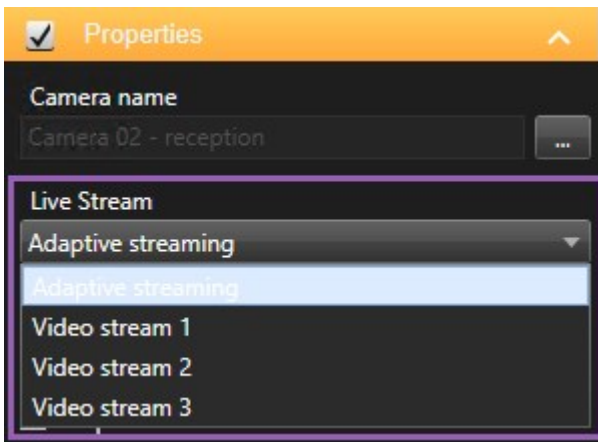 Properties
Camera name
Camera 02 - reception
...
Live Stream
Adaptive streaming
Adaptive streaming
Video stream 1
Video stream 2
Video stream 3